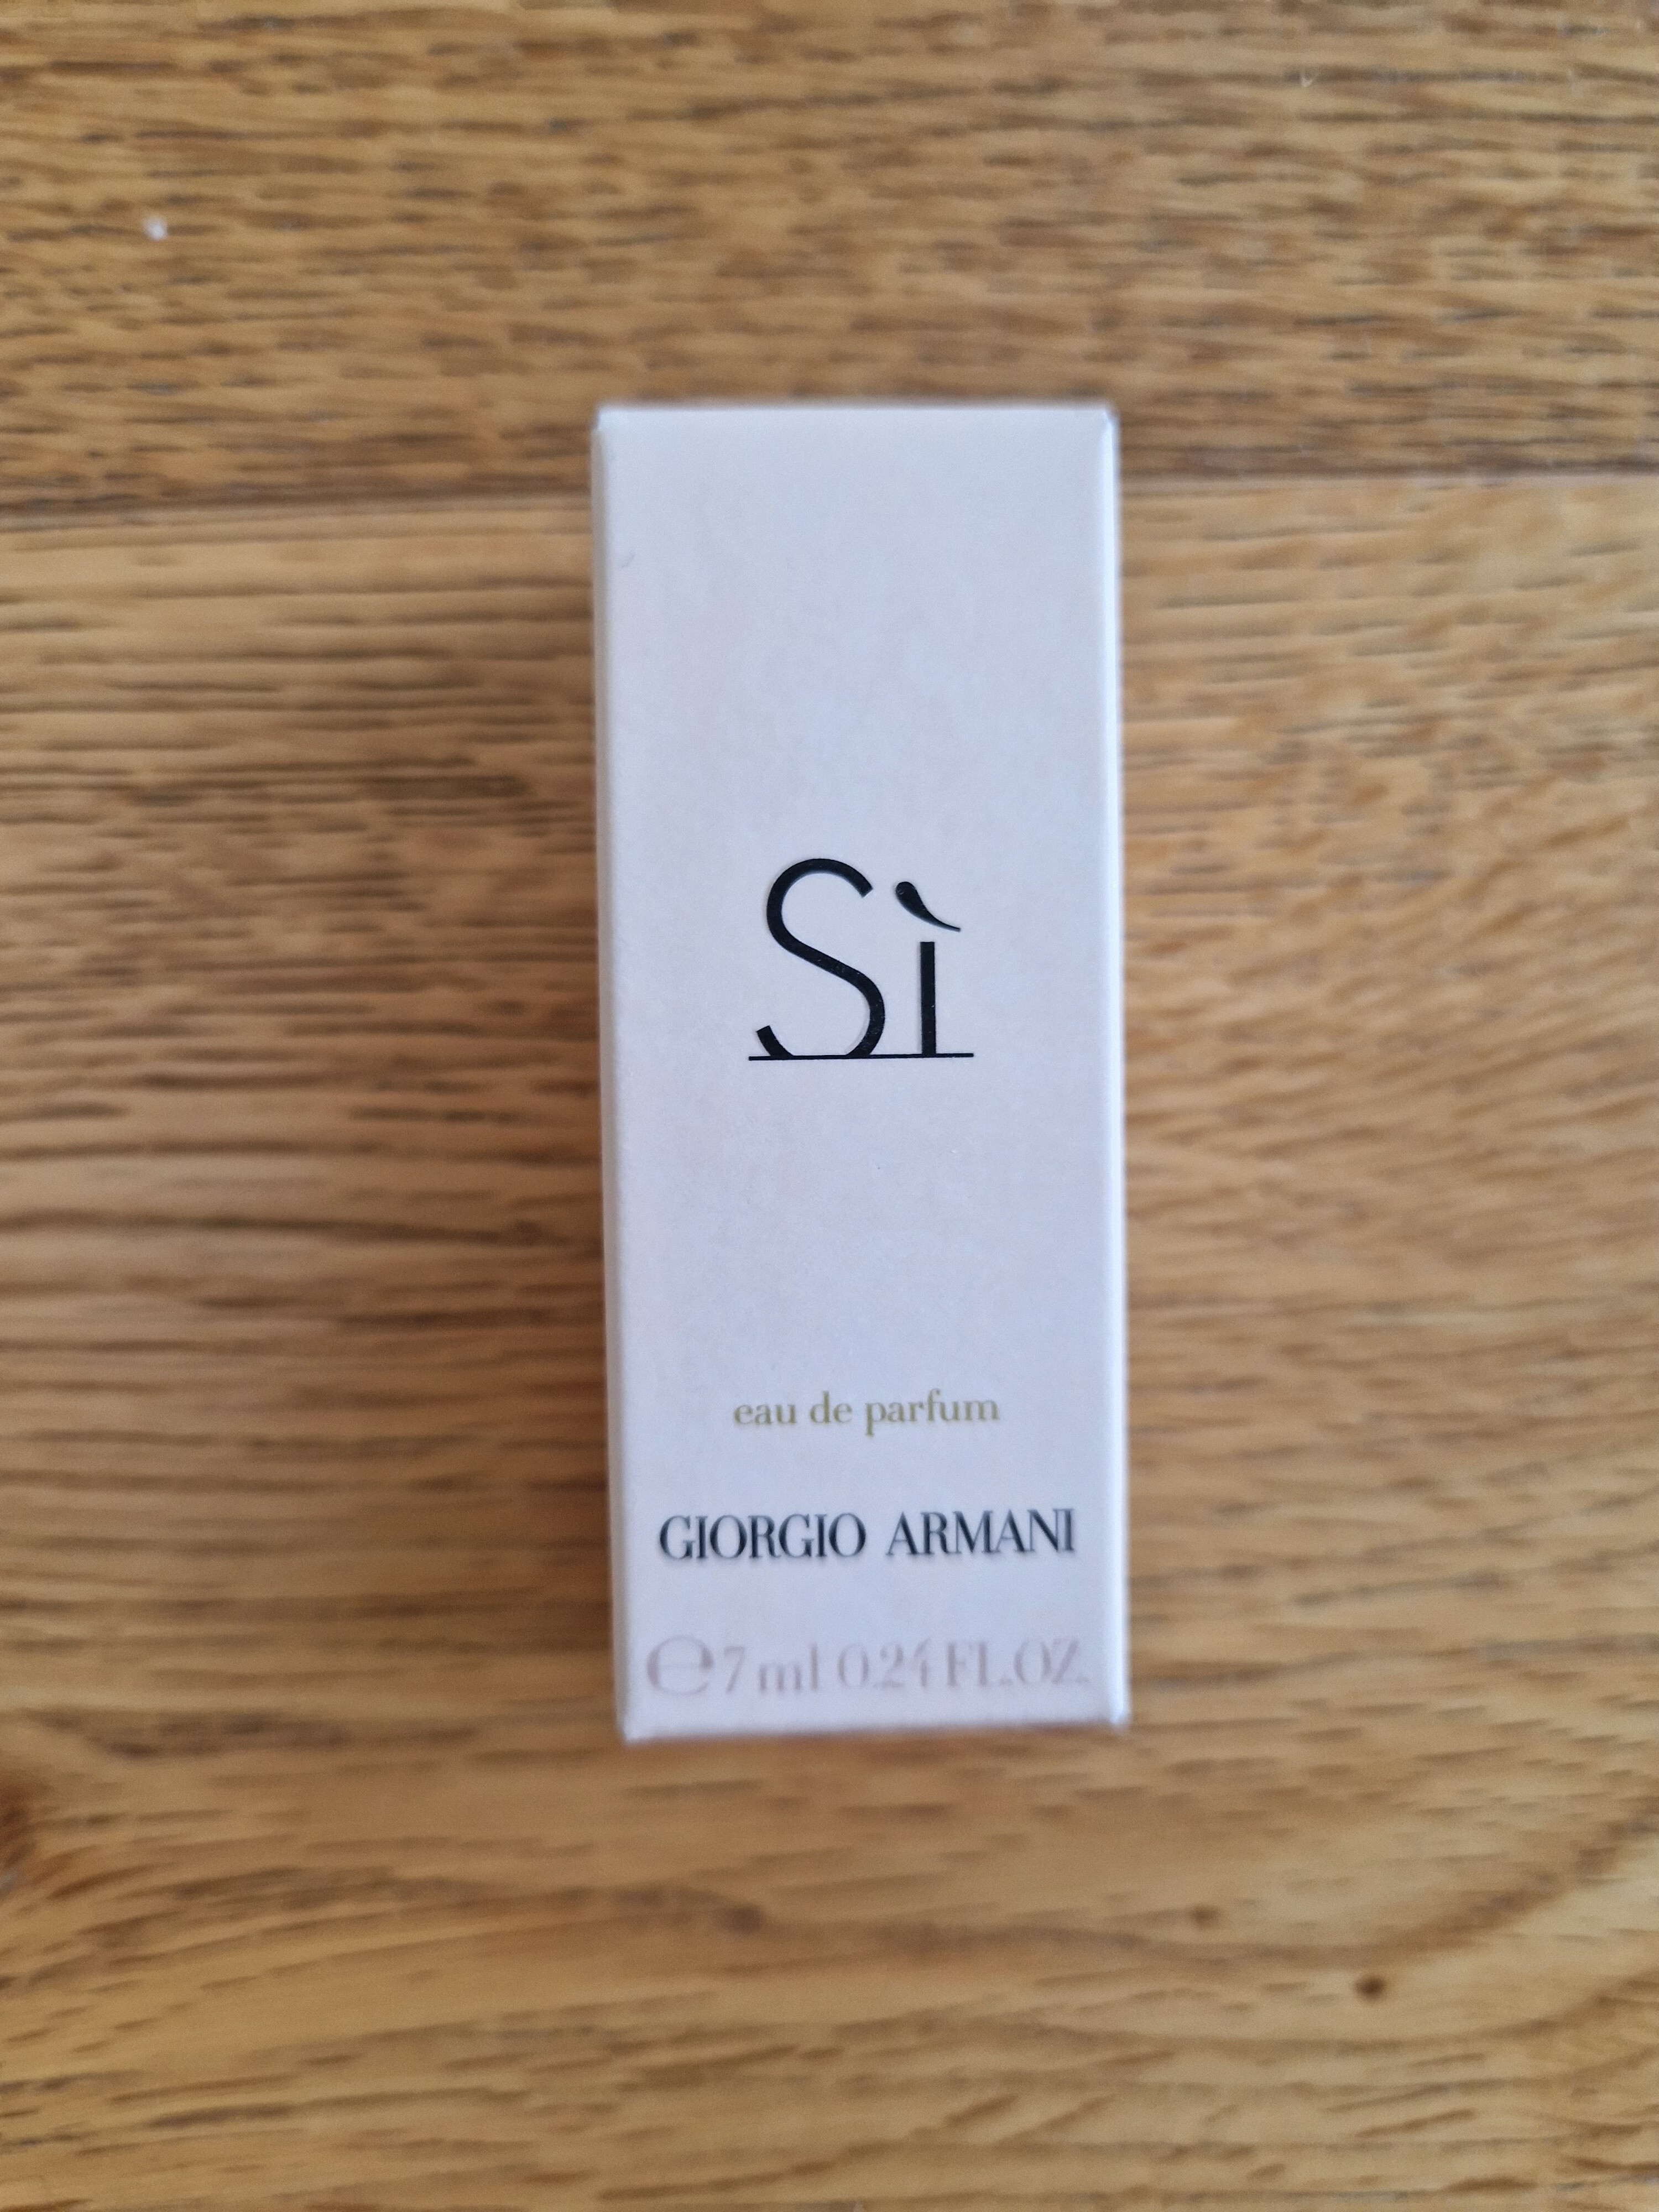 Sì
eau de parfum
GIORGIO ARMANI
℮ 7 ml 0.24 FL.OZ.